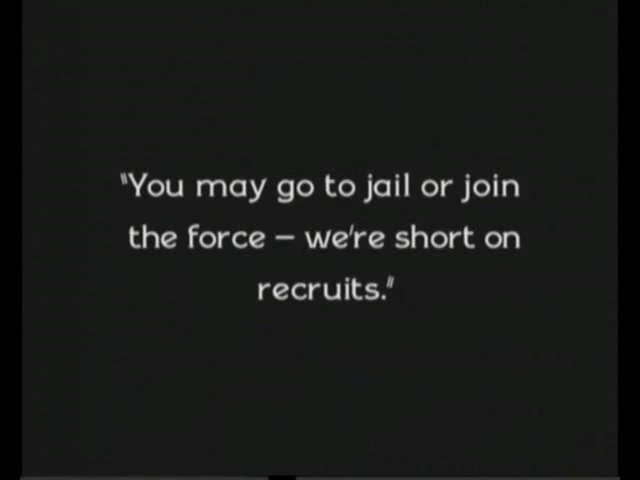 "You may go to jail or join
the force – we're short on
recruits."